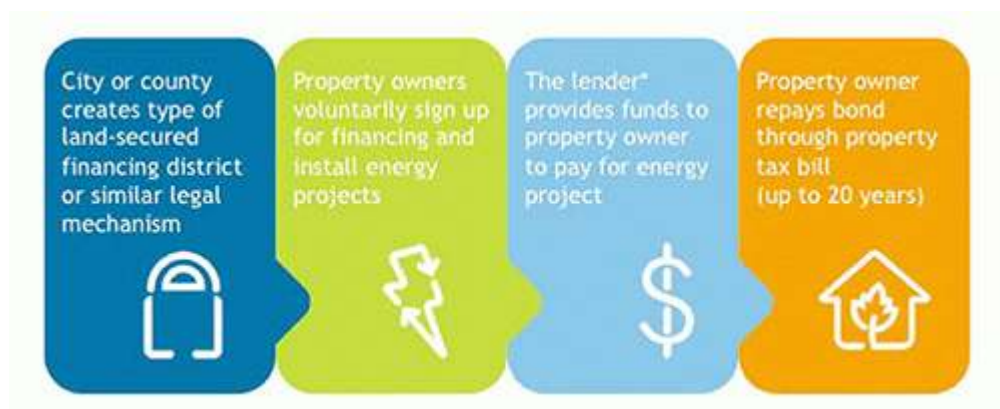 City or county
creates type of
land-secured
financing district
or similar legal
mechanism
Property owners
voluntarily sign up
for financing and
install energy
projects
The lender*
provides funds to
property owner
to pay for energy
project
Property owner
repays bond
through property
tax bill
(up to 20 years)
$